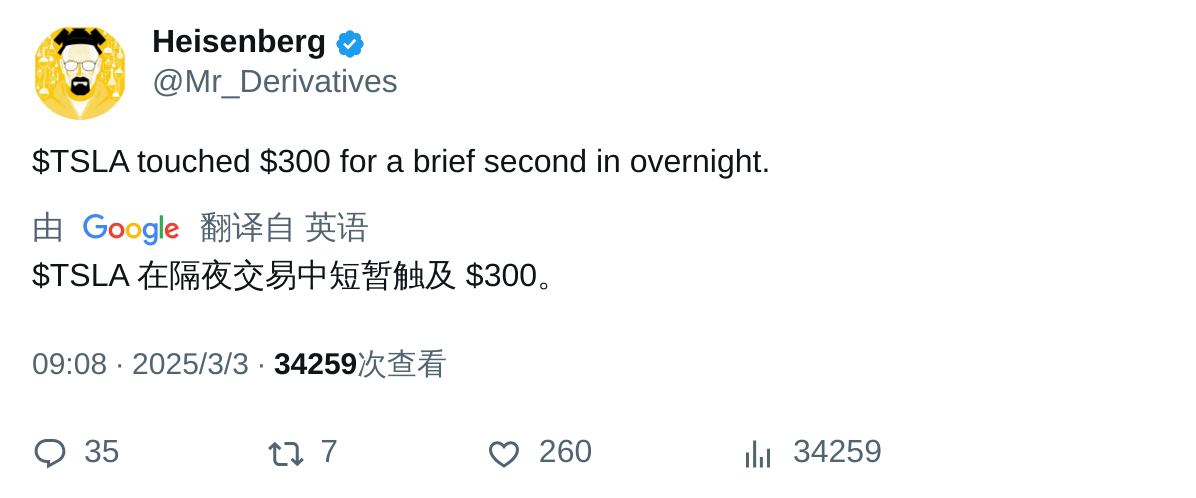 Heisenberg
@Mr_Derivatives
$TSLA touched $300 for a brief second in overnight.
由 Google 翻译自 英语
$TSLA 在隔夜交易中短暂触及 $300。
09:08 · 2025/3/3 · 34259次查看
35 7 260 34259